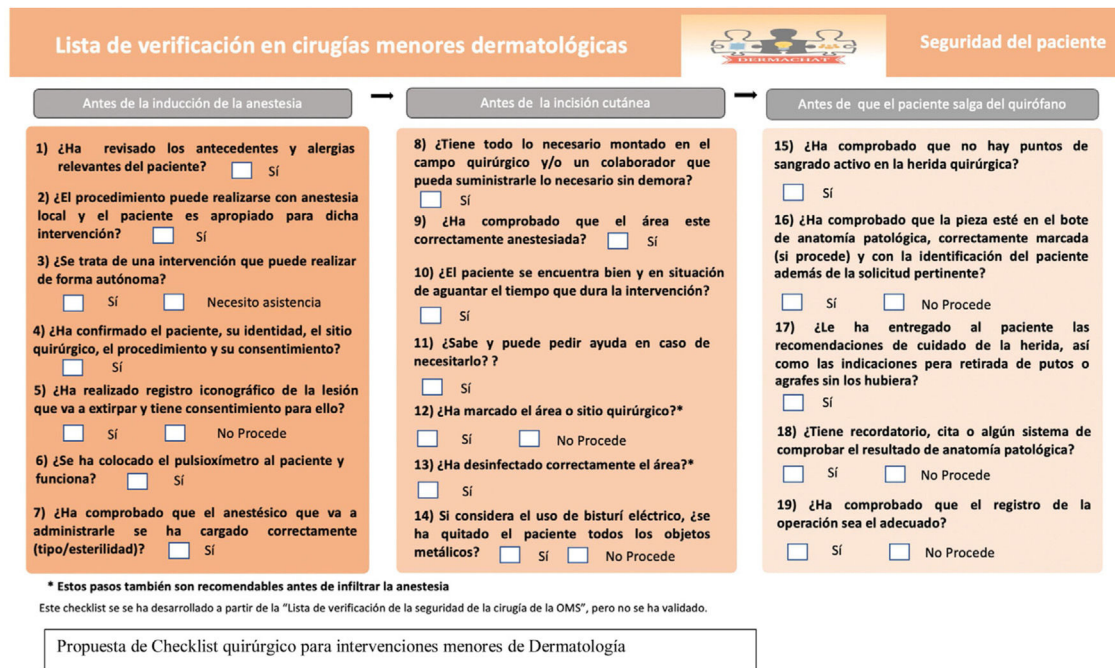 Lista de verificación en cirugías menores dermatológicas
DERMACHAT
Seguridad del paciente
Antes de la inducción de la anestesia
1) ¿Ha revisado los antecedentes y alergias
relevantes del paciente? Sí
2) ¿El procedimiento puede realizarse con anestesia
local y el paciente es apropiado para dicha
intervención? Sí
3) ¿Se trata de una intervención que puede realizar
de forma autónoma?
Sí Necesito asistencia
4) ¿Ha confirmado el paciente, su identidad, el sitio
quirúrgico, el procedimiento y su consentimiento?
Sí
5) ¿Ha realizado registro iconográfico de la lesión
que va a extirpar y tiene consentimiento para ello?
Sí No Procede
6) ¿Se ha colocado el pulsioxímetro al paciente y
funciona? Sí
7) ¿Ha comprobado que el anestésico que va a
administrarle se ha cargado correctamente
(tipo/esterilidad)? Sí
Antes de la incisión cutánea
8) ¿Tiene todo lo necesario montado en el
campo quirúrgico y/o un colaborador que
pueda suministrarle lo necesario sin demora?
Sí
9) ¿Ha comprobado que el área este
correctamente anestesiada? Sí
10) ¿El paciente se encuentra bien y en situación
de aguantar el tiempo que dura la intervención?
Sí
11) ¿Sabe y puede pedir ayuda en caso de
necesitarlo? ?
Sí
12) ¿Ha marcado el área o sitio quirúrgico?*
Sí No Procede
13) ¿Ha desinfectado correctamente el área?*
Sí
14) Si considera el uso de bisturí eléctrico, ¿se
ha quitado el paciente todos los objetos
metálicos? Sí No Procede
Antes de que el paciente salga del quirófano
15) ¿Ha comprobado que no hay puntos de
sangrado activo en la herida quirúrgica?
Sí
16) ¿Ha comprobado que la pieza esté en el bote
de anatomía patológica, correctamente marcada
(si procede) y con la identificación del paciente
además de la solicitud pertinente?
Sí No Procede
17) ¿Le ha entregado al paciente las
recomendaciones de cuidado de la herida, así
como las indicaciones pera retirada de putos o
agrafes sin los hubiera?
Sí
18) ¿Tiene recordatorio, cita o algún sistema de
comprobar el resultado de anatomía patológica?
Sí No Procede
19) ¿Ha comprobado que el registro de la
operación sea el adecuado?
Sí No Procede
* Estos pasos también son recomendables antes de infiltrar la anestesia
Este checklist se se ha desarrollado a partir de la “Lista de verificación de la seguridad de la cirugía de la OMS”, pero no se ha validado.
Propuesta de Checklist quirúrgico para intervenciones menores de Dermatología